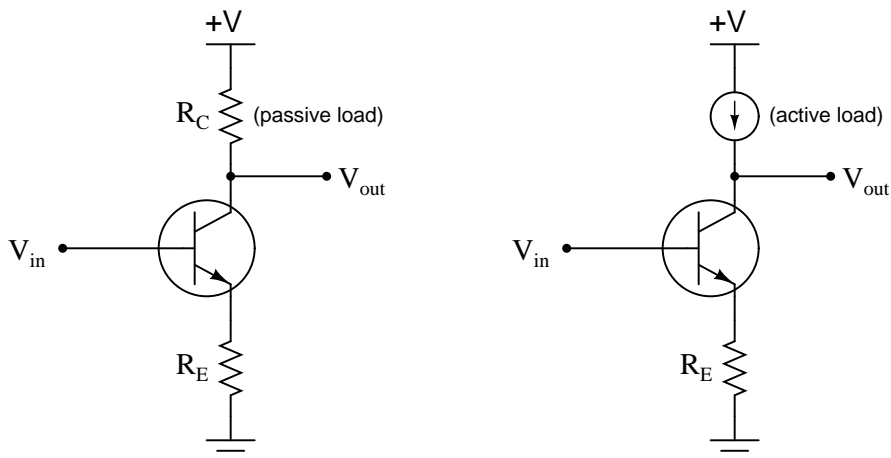 +V
R_C (passive load)
V_out
V_in
R_E
+V
(active load)
V_out
V_in
R_E